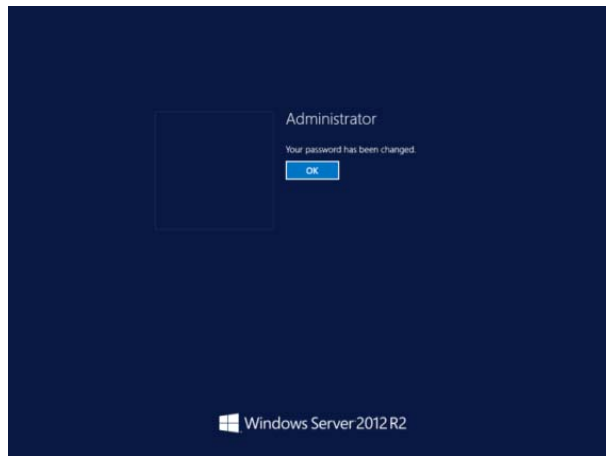 Administrator
Your password has been changed.
OK
Windows Server 2012 R2